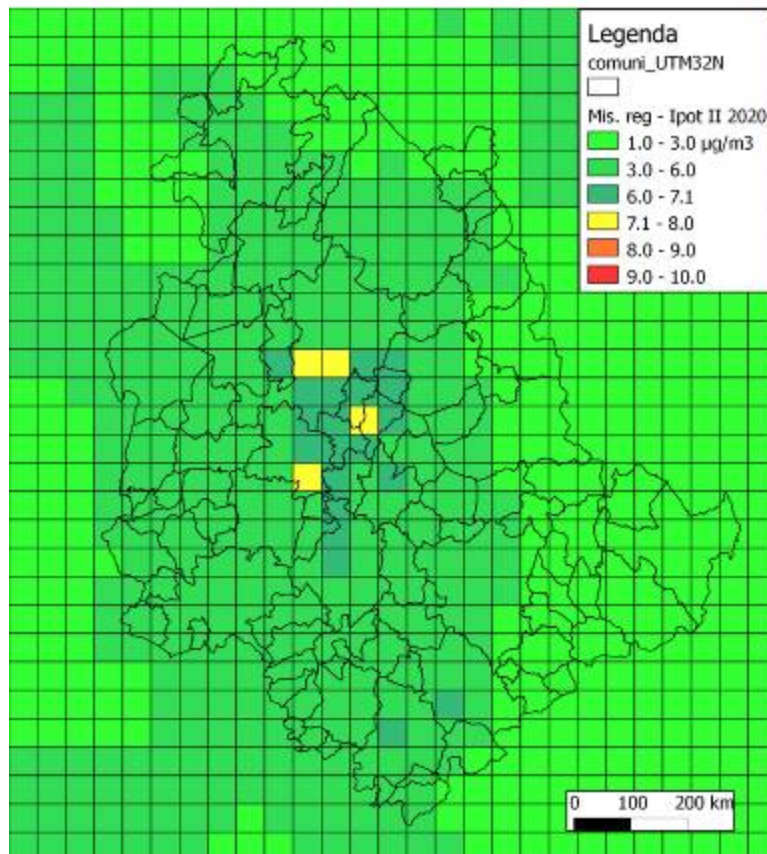 Legenda
comuni_UTM32N
Mis. reg - Ipot II 2020
1.0 - 3.0 µg/m3
3.0 - 6.0
6.0 - 7.1
7.1 - 8.0
8.0 - 9.0
9.0 - 10.0
0 100 200 km